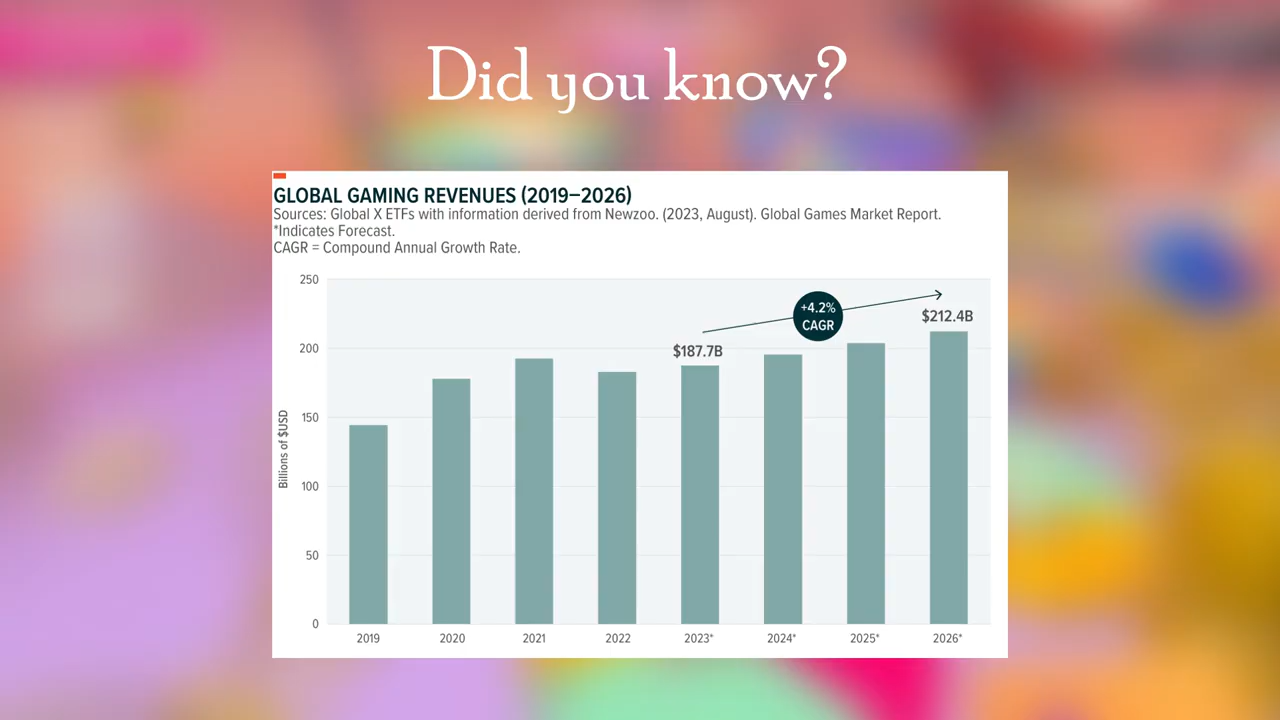 Did you know?
GLOBAL GAMING REVENUES (2019–2026)
Sources: Global X ETFs with information derived from Newzoo. (2023, August). Global Games Market Report.
*Indicates Forecast.
CAGR = Compound Annual Growth Rate.
Billions of $USD
250
200
150
100
50
0
+4.2%
CAGR
$187.7B
$212.4B
2019
2020
2021
2022
2023*
2024*
2025*
2026*